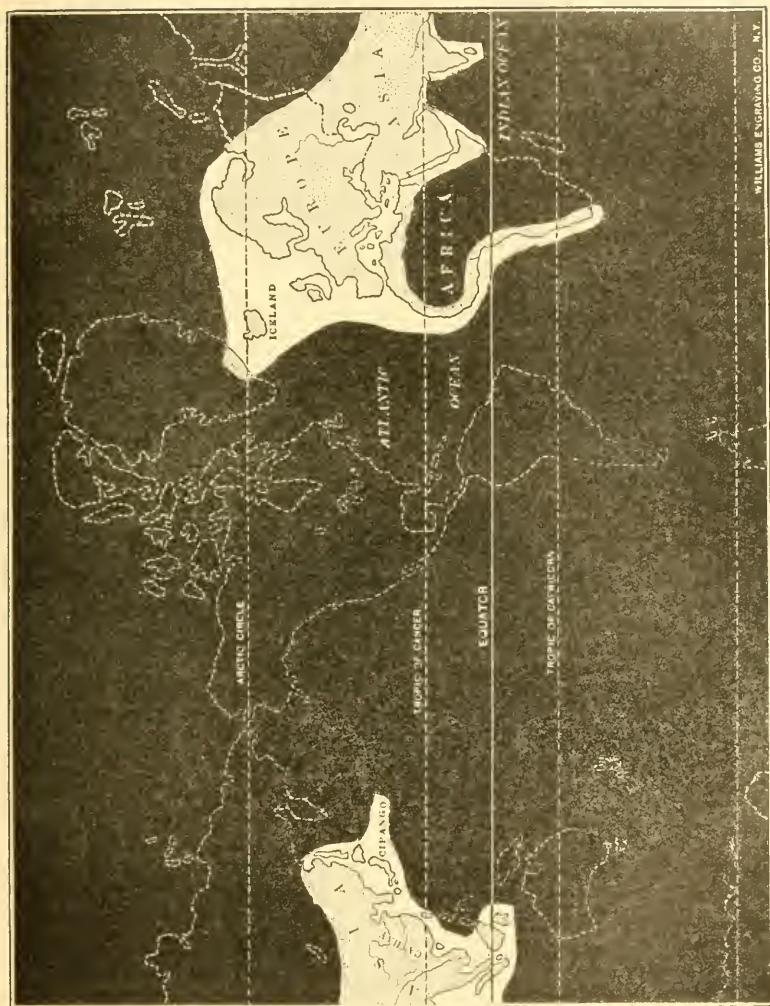 EUROPE
ASIA
ICELAND
AFRICA
INDIAN OCEAN
ATLANTIC
OCEAN
ARCTIC CIRCLE
TROPIC OF CANCER
EQUATOR
TROPIC OF CAPRICORN
CIPANGO
ASIA
WILLIAMS ENGRAVING CO., N.Y.